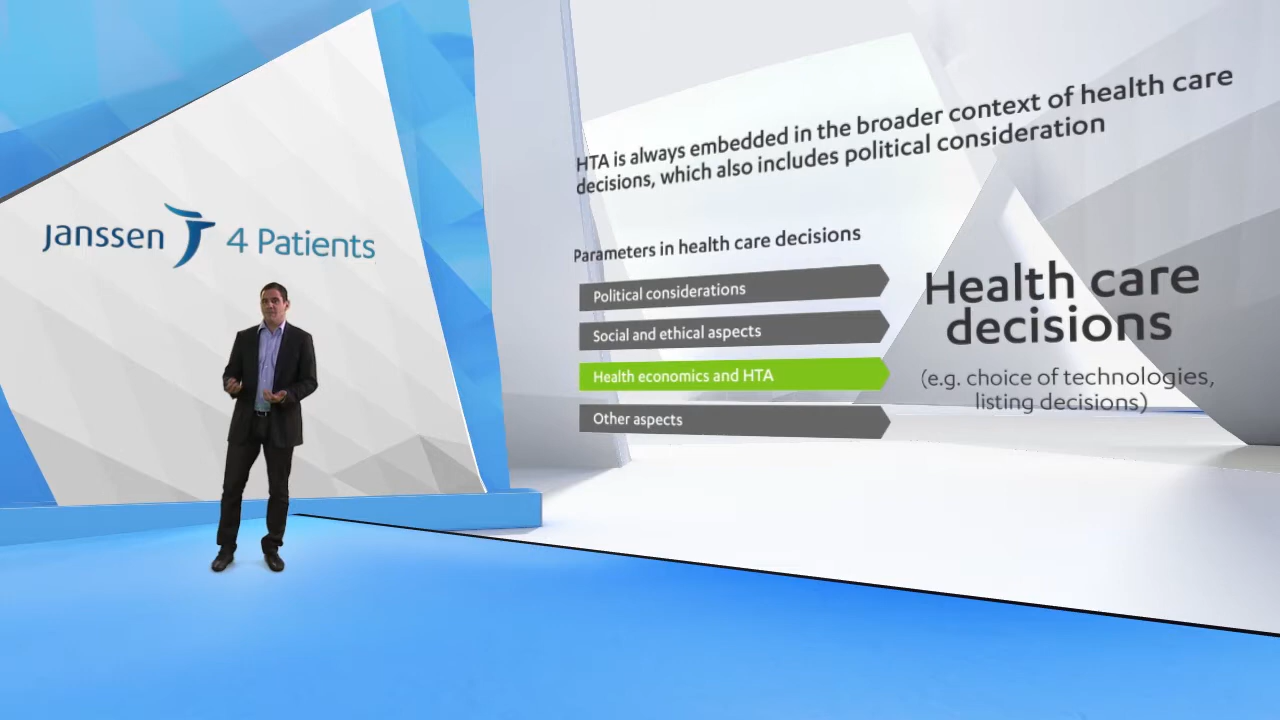 Janssen 4 Patients
HTA is always embedded in the broader context of health care
decisions, which also includes political consideration
Parameters in health care decisions
Political considerations
Social and ethical aspects
Health economics and HTA
Other aspects
Health care
decisions
(e.g. choice of technologies,
listing decisions)